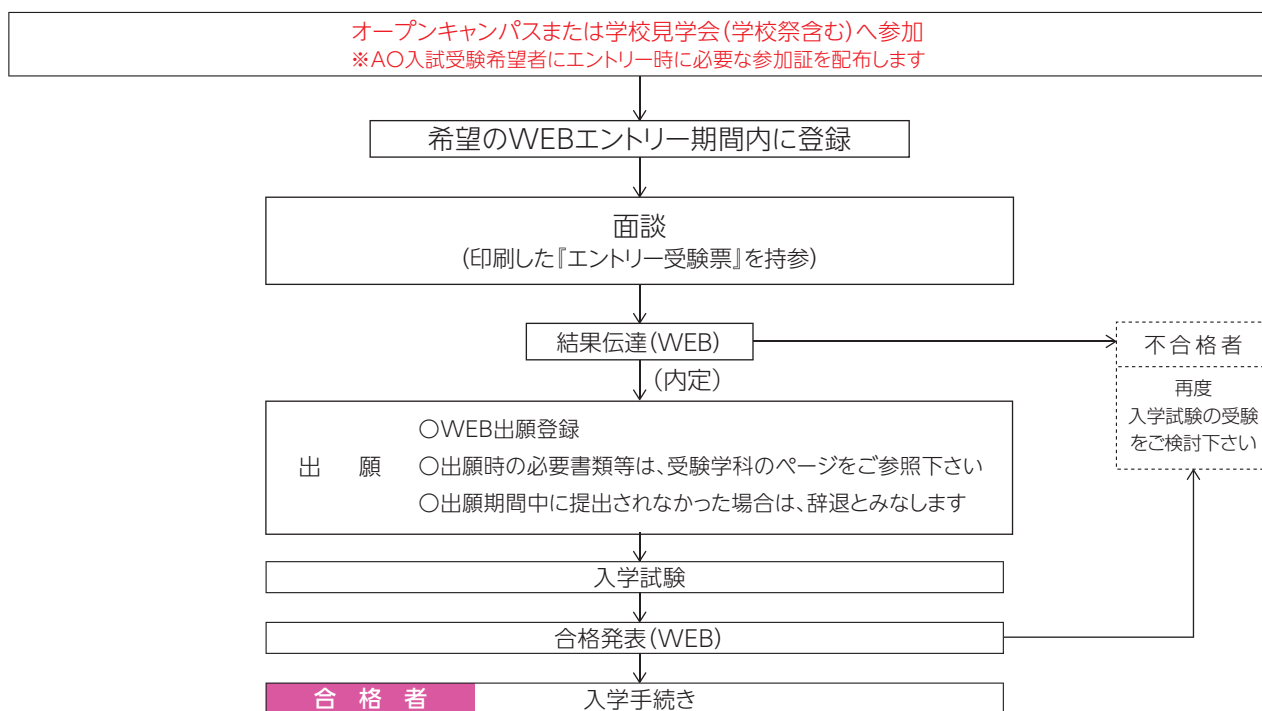 オープンキャンパスまたは学校見学会(学校祭含む)へ参加
※AO入試受験希望者にエントリー時に必要な参加証を配布します
希望のWEBエントリー期間内に登録
面談
(印刷した『エントリー受験票』を持参)
結果伝達(WEB)
(内定)
不合格者
再度
入学試験の受験
をご検討下さい
出　願
○WEB出願登録
○出願時の必要書類等は、受験学科のページをご参照下さい
○出願期間中に提出されなかった場合は、辞退とみなします
入学試験
合格発表(WEB)
合 格 者
入学手続き